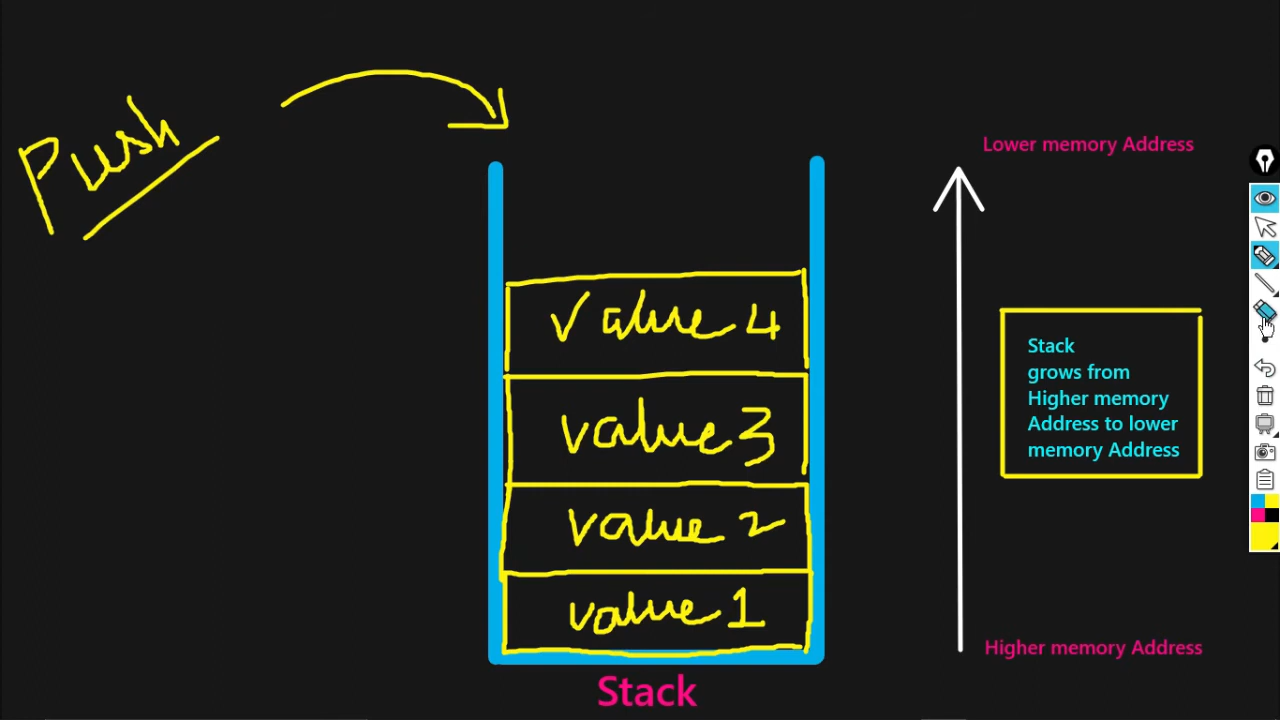 Push
Lower memory Address
value 4
Stack
grows from
Higher memory
Address to lower
memory Address
value 3
value 2
value 1
Higher memory Address
Stack